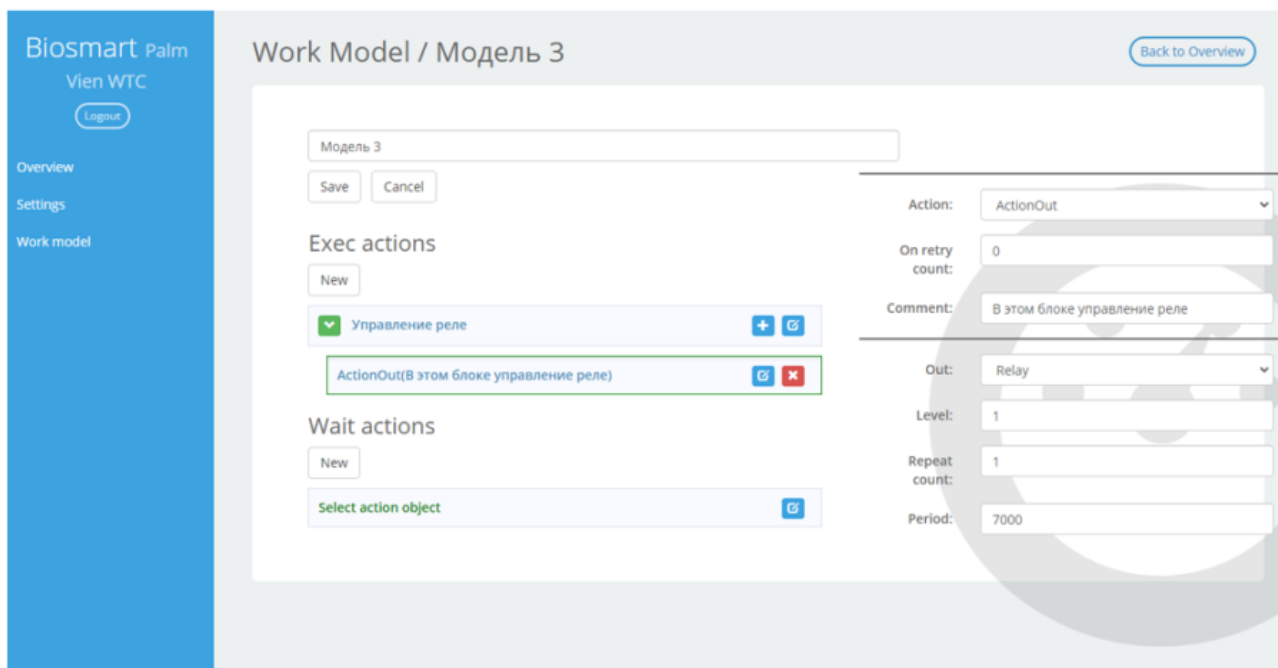 Biosmart Palm
Vien WTC
Logout
Overview
Settings
Work model
Work Model / Модель 3
Back to Overview
Модель 3
Save Cancel
Exec actions
New
Управление реле
ActionOut(В этом блоке управление реле)
Wait actions
New
Select action object
Action: ActionOut
On retry
count: 0
Comment: В этом блоке управление реле
Out: Relay
Level: 1
Repeat
count: 1
Period: 7000